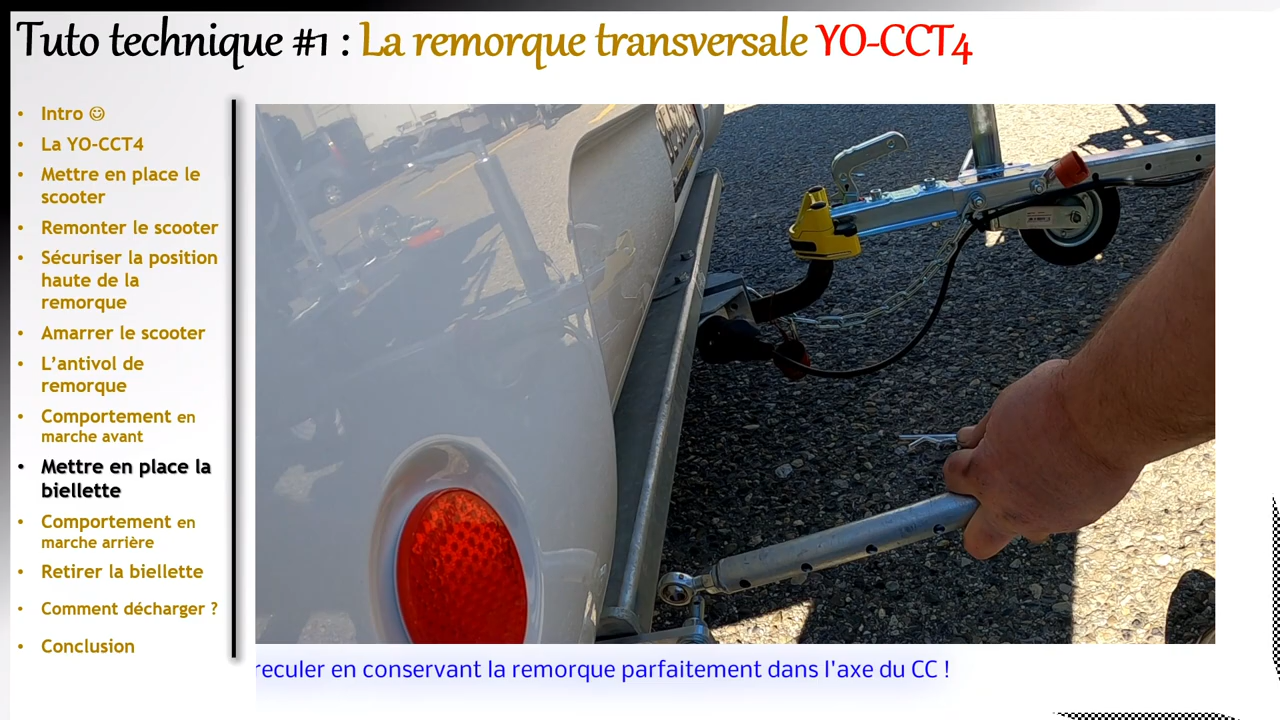 Tuto technique #1 : La remorque transversale YO-CCT4
• Intro ☺
• La YO-CCT4
• Mettre en place le
scooter
• Remonter le scooter
• Sécuriser la position
haute de la
remorque
• Amarrer le scooter
• L’antivol de
remorque
• Comportement en
marche avant
• Mettre en place la
biellette
• Comportement en
marche arrière
• Retirer la biellette
• Comment décharger ?
• Conclusion
reculer en conservant la remorque parfaitement dans l'axe du CC !